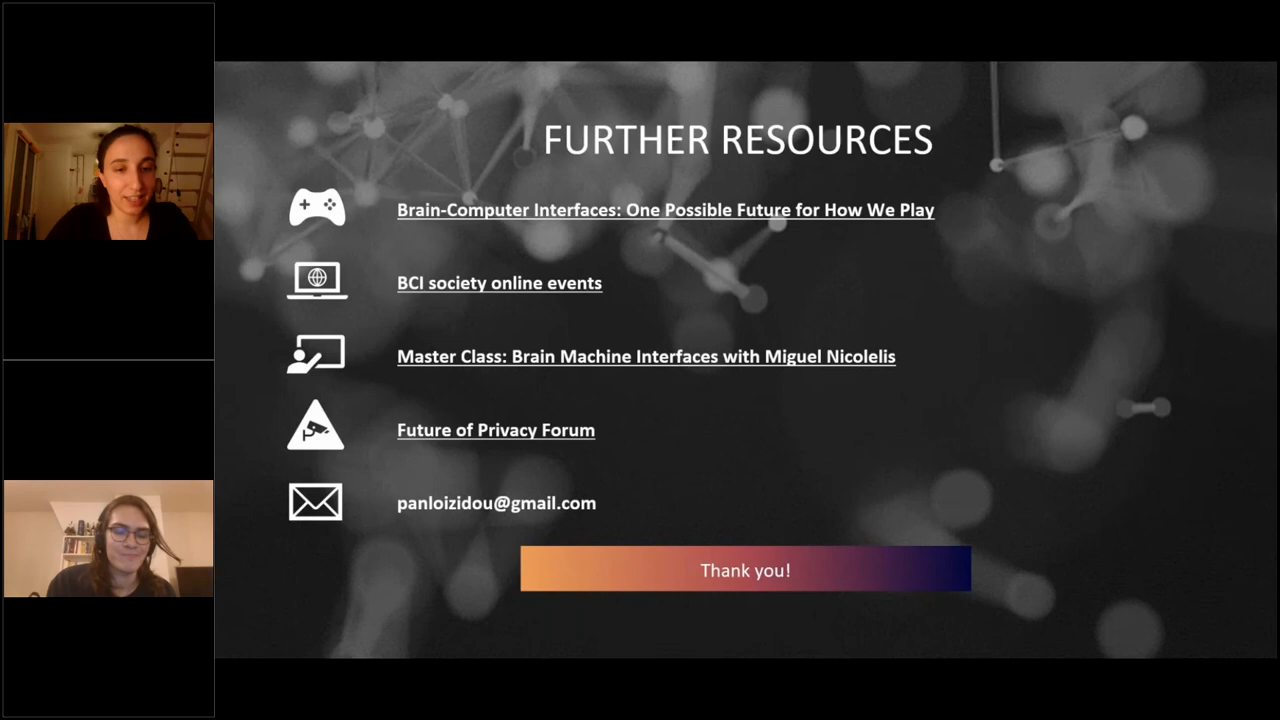 FURTHER RESOURCES
Brain-Computer Interfaces: One Possible Future for How We Play
BCI society online events
Master Class: Brain Machine Interfaces with Miguel Nicolelis
Future of Privacy Forum
panloizidou@gmail.com
Thank you!